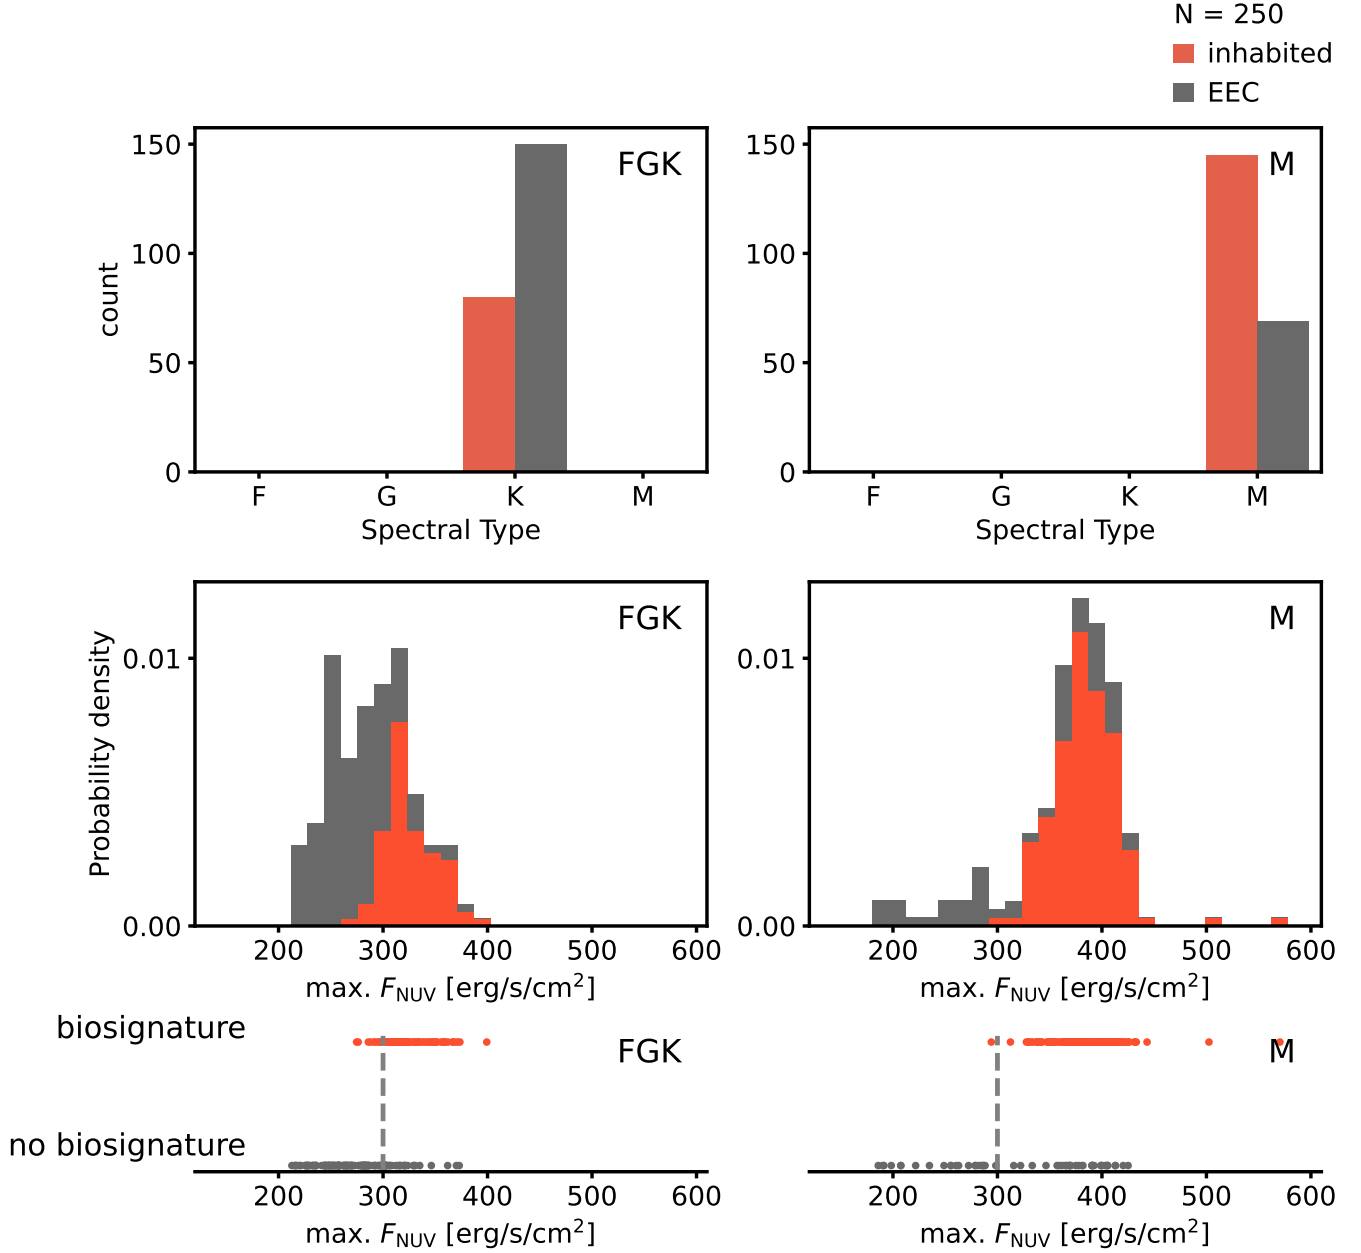 N = 250
inhabited
EEC
150
100
50
0
count
FGK
F G K M
Spectral Type
150
100
50
0
M
F G K M
Spectral Type
Probability density
0.01
0.00
FGK
200 300 400 500 600
max. F_NUV [erg/s/cm²]
0.01
0.00
M
200 300 400 500 600
max. F_NUV [erg/s/cm²]
biosignature
no biosignature
FGK
200 300 400 500 600
max. F_NUV [erg/s/cm²]
M
200 300 400 500 600
max. F_NUV [erg/s/cm²]